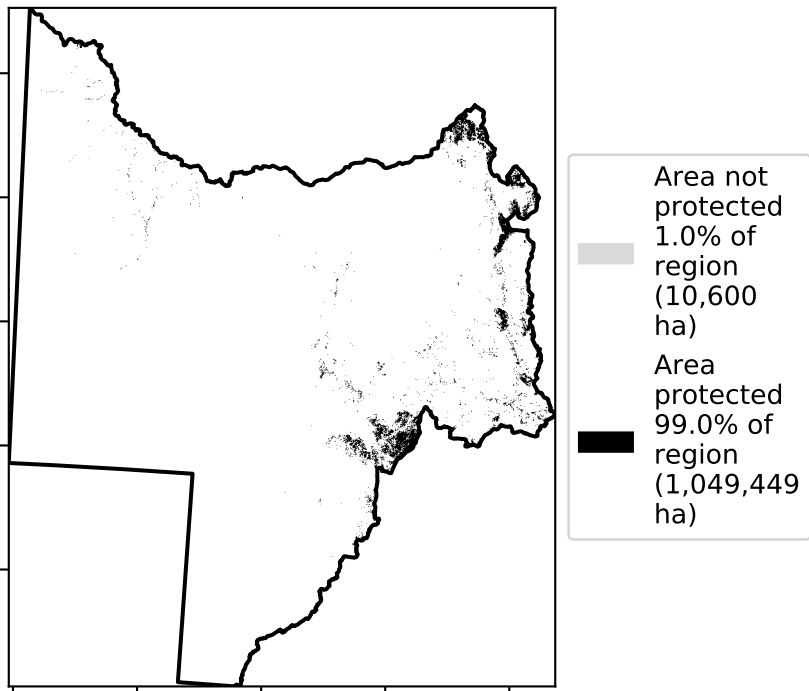 Area not
protected
1.0% of
region
(10,600
ha)
Area
protected
99.0% of
region
(1,049,449
ha)